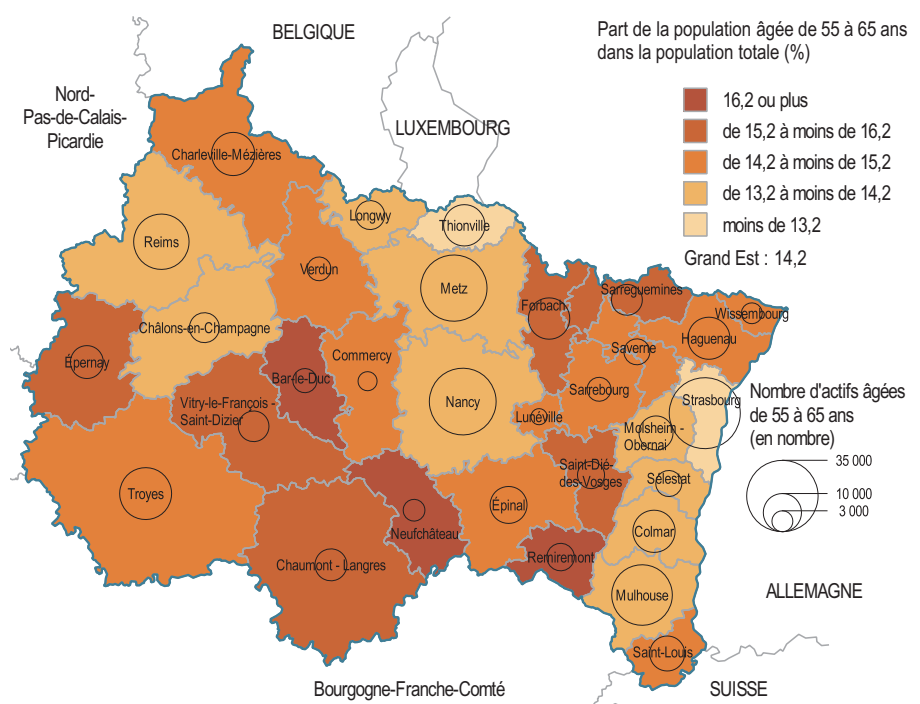 Part de la population âgée de 55 à 65 ans
dans la population totale (%)
16,2 ou plus
de 15,2 à moins de 16,2
de 14,2 à moins de 15,2
de 13,2 à moins de 14,2
moins de 13,2
Grand Est : 14,2
BELGIQUE
Nord-
Pas-de-Calais-
Picardie
LUXEMBOURG
Charleville-Mézières
Longwy
Thionville
Reims
Verdun
Metz
Forbach
Sarreguemines
Wissembourg
Haguenau
Châlons-en-Champagne
Saverne
Épernay
Commercy
Bar-le-Duc
Sarrebourg
Vitry-le-François -
Saint-Dizier
Nancy
Lunéville
Strasbourg
Molsheim -
Obernai
Nombre d'actifs âgées
de 55 à 65 ans
(en nombre)
35 000
10 000
3 000
Saint-Dié-
des-Vosges
Sélestat
Troyes
Épinal
Neufchâteau
Colmar
Chaumont - Langres
Remiremont
Mulhouse
ALLEMAGNE
Saint-Louis
Bourgogne-Franche-Comté
SUISSE